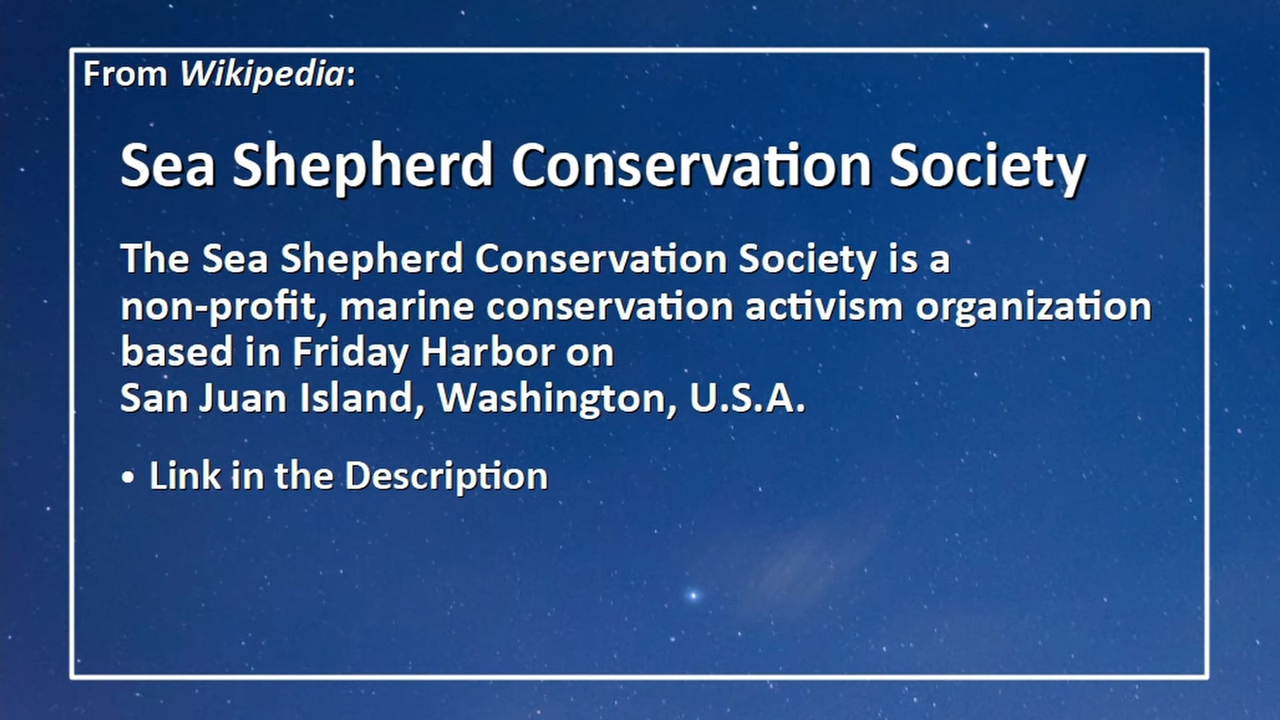 From Wikipedia:
Sea Shepherd Conservation Society
The Sea Shepherd Conservation Society is a
non-profit, marine conservation activism organization
based in Friday Harbor on
San Juan Island, Washington, U.S.A.
• Link in the Description